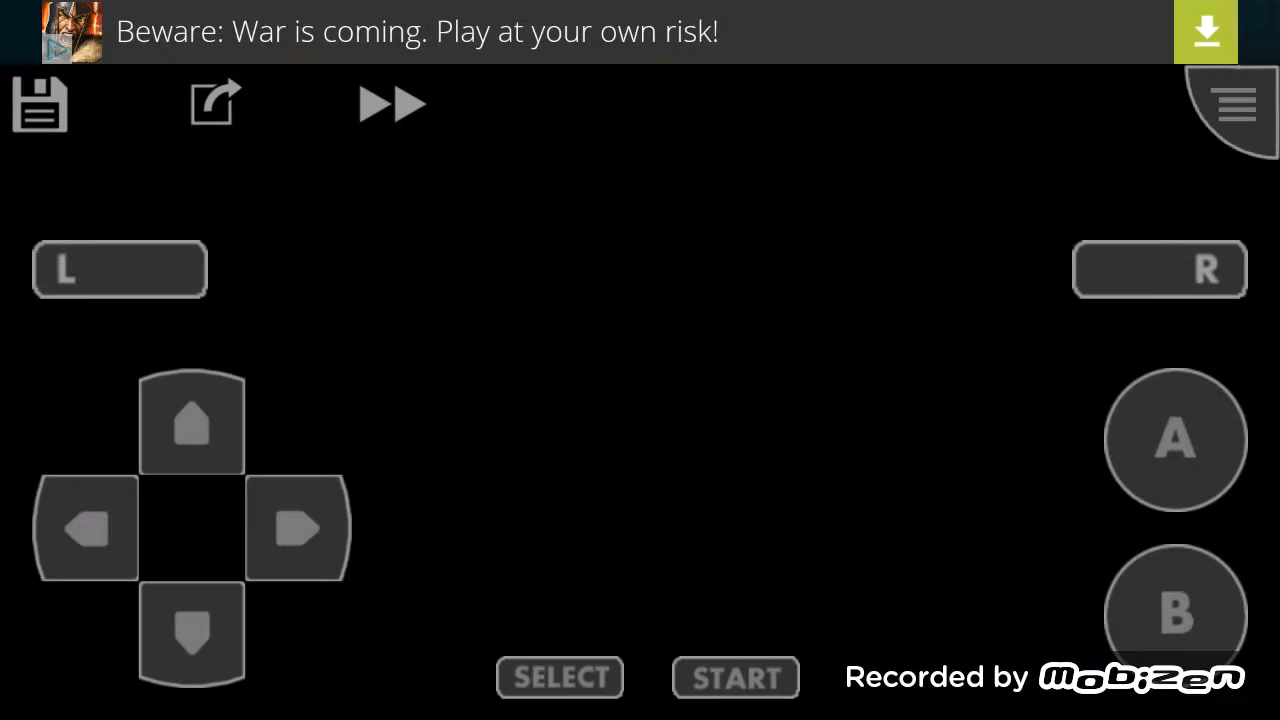 Beware: War is coming. Play at your own risk!
L
R
A
B
SELECT
START
Recorded by mobizen